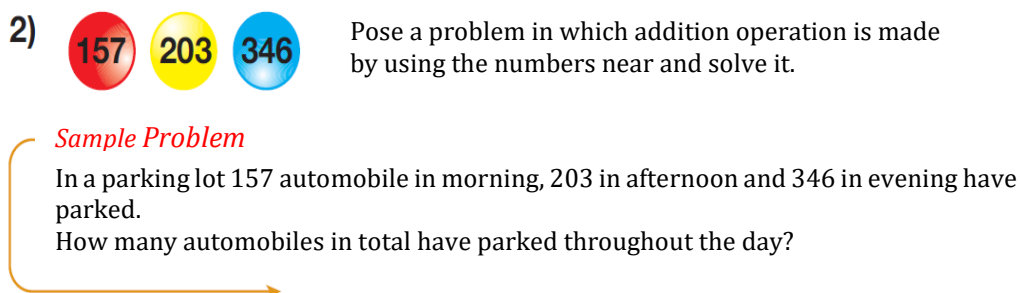 2) 157 203 346
Pose a problem in which addition operation is made
by using the numbers near and solve it.
Sample Problem
In a parking lot 157 automobile in morning, 203 in afternoon and 346 in evening have
parked.
How many automobiles in total have parked throughout the day?